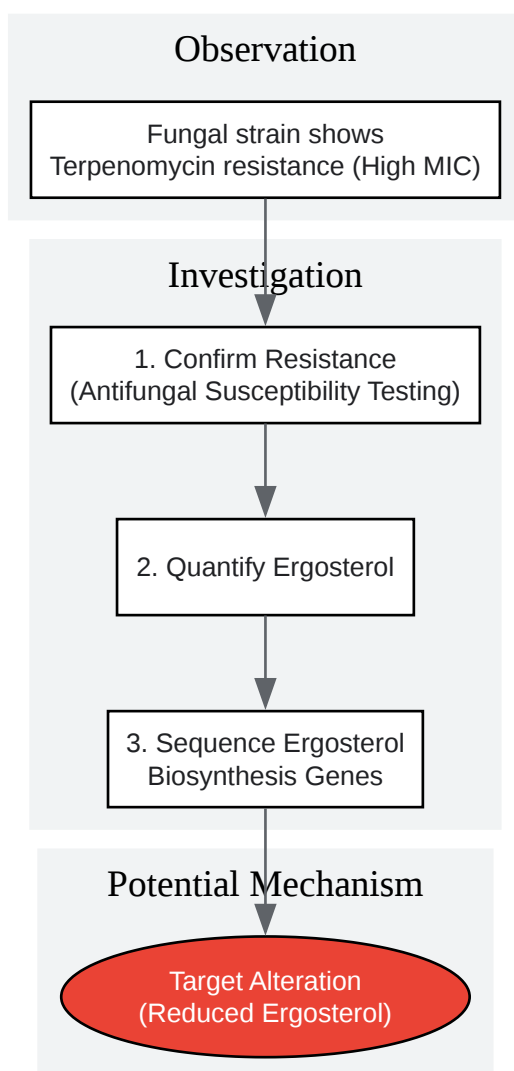 Observation
Fungal strain shows
Terpenomycin resistance (High MIC)
Investigation
1. Confirm Resistance
(Antifungal Susceptibility Testing)
2. Quantify Ergosterol
3. Sequence Ergosterol
Biosynthesis Genes
Potential Mechanism
Target Alteration
(Reduced Ergosterol)